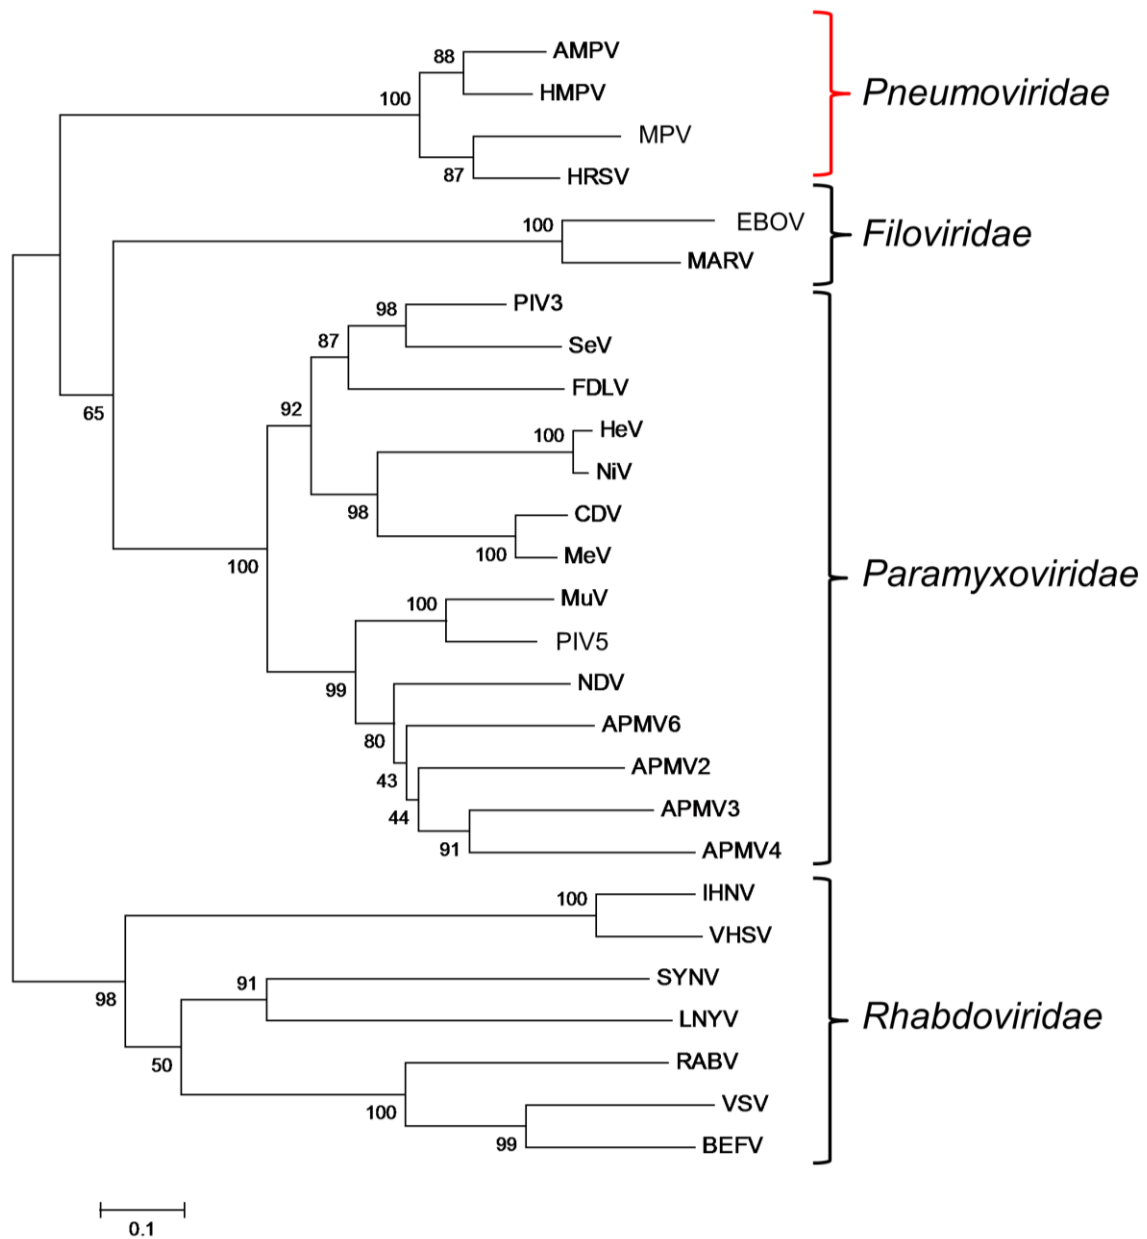 88
AMPV
HMPV
100
Pneumoviridae
MPV
87
HRSV
100
EBOV
Filoviridae
MARV
98
PIV3
87
SeV
FDLV
92
65
100
HeV
NiV
98
CDV
100
MeV
100
Paramyxoviridae
100
MuV
PIV5
99
NDV
80
APMV6
43
APMV2
44
APMV3
91
APMV4
100
IHNV
VHSV
91
SYNV
98
LNYV
Rhabdoviridae
50
RABV
100
VSV
99
BEFV
0.1